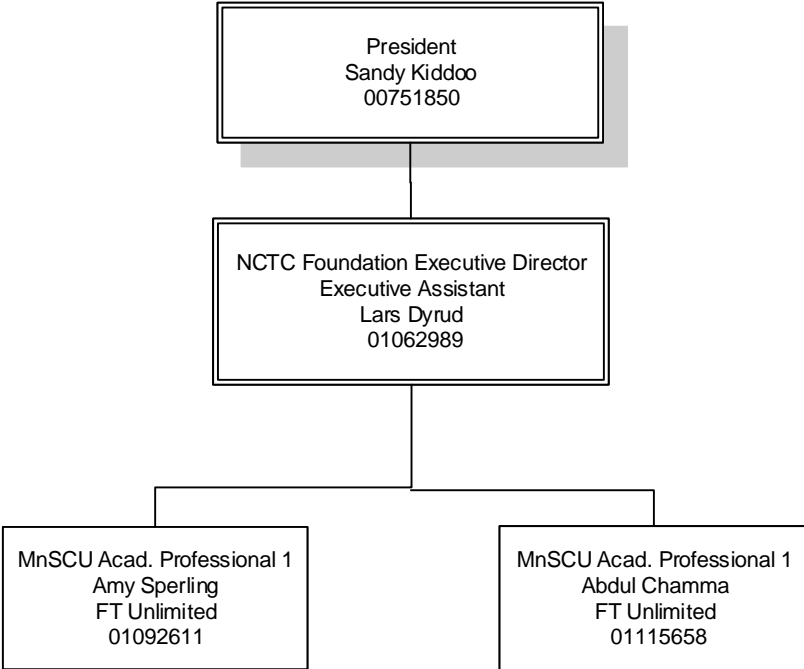 President
Sandy Kiddoo
00751850
NCTC Foundation Executive Director
Executive Assistant
Lars Dyrud
01062989
MnSCU Acad. Professional 1
Amy Sperling
FT Unlimited
01092611
MnSCU Acad. Professional 1
Abdul Chamma
FT Unlimited
01115658